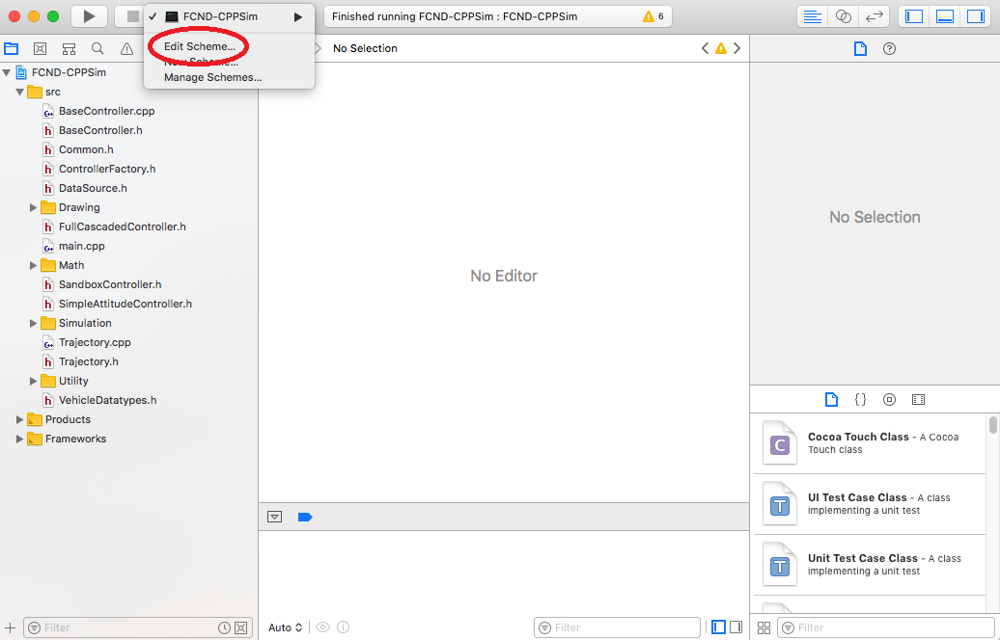 FCND-CPPSim
Finished running FCND-CPPSim : FCND-CPPSim
6
Edit Scheme...
New Scheme...
Manage Schemes...
No Selection
FCND-CPPSim
src
BaseController.cpp
BaseController.h
Common.h
ControllerFactory.h
DataSource.h
Drawing
FullCascadedController.h
main.cpp
Math
SandboxController.h
SimpleAttitudeController.h
Simulation
Trajectory.cpp
Trajectory.h
Utility
VehicleDatatypes.h
Products
Frameworks
Filter
No Editor
Auto
Filter
No Selection
Cocoa Touch Class - A Cocoa
Touch class
UI Test Case Class - A class
implementing a unit test
Unit Test Case Class - A class
implementing a unit test
Filter